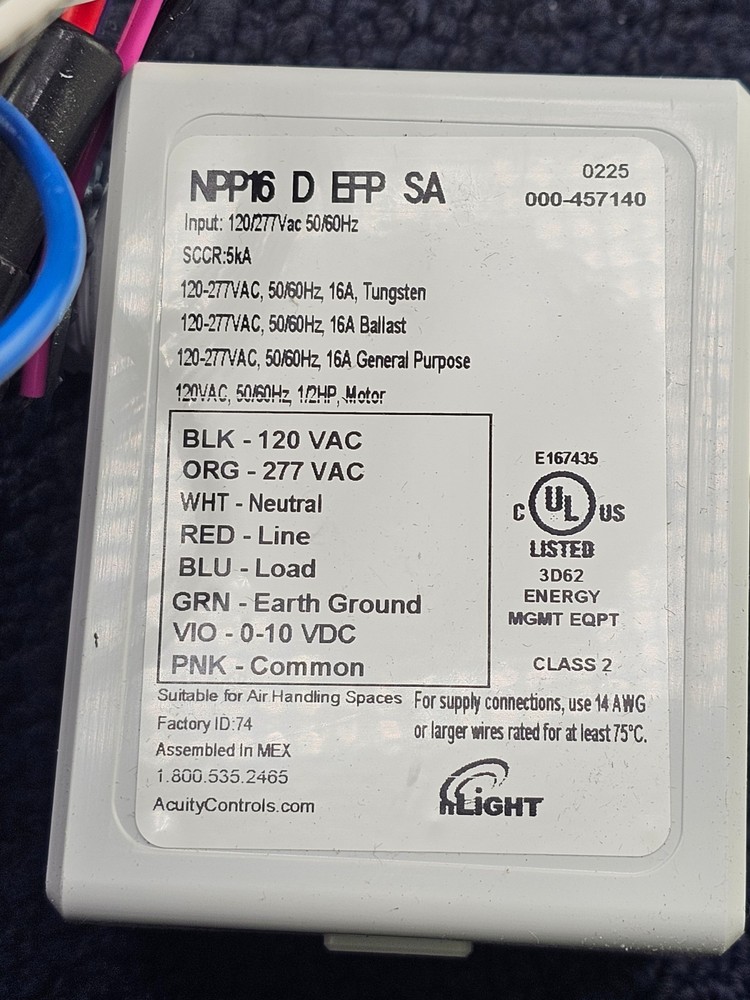 NPP16 D EFP SA
0225
000-457140
Input: 120/277Vac 50/60Hz
SCCR:5kA
120-277VAC, 50/60Hz, 16A, Tungsten
120-277VAC, 50/60Hz, 16A Ballast
120-277VAC, 50/60Hz, 16A General Purpose
120VAC, 50/60Hz, 1/2HP, Motor
BLK - 120 VAC
ORG - 277 VAC
WHT - Neutral
RED - Line
BLU - Load
GRN - Earth Ground
VIO - 0-10 VDC
PNK - Common
E167435
C UL US
LISTED
3D62
ENERGY
MGMT EQPT
CLASS 2
Suitable for Air Handling Spaces
Factory ID:74
Assembled In MEX
1.800.535.2465
AcuityControls.com
For supply connections, use 14 AWG
or larger wires rated for at least 75°C.
nLIGHT